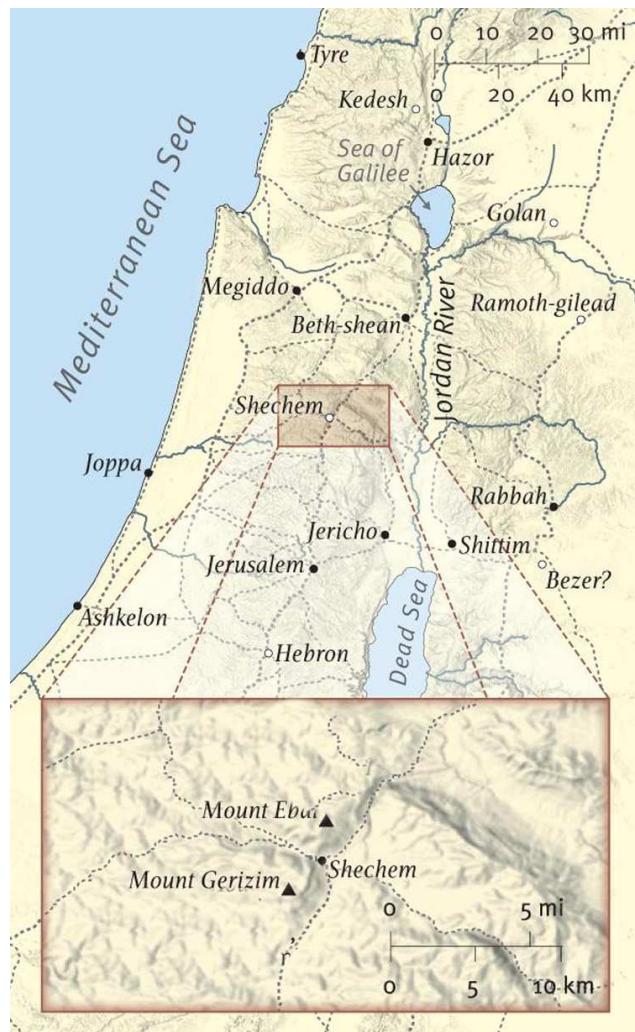 0 10 20 30 mi
0 20 40 km
Tyre
Kedesh
Mediterranean Sea
Sea of
Galilee
Hazor
Golan
Megiddo
Ramoth-gilead
Beth-shean
Jordan River
Shechem
Joppa
Rabbah
Jericho
Shittim
Jerusalem
Bezer?
Ashkelon
Dead Sea
Hebron
Mount
Shechem
Mount Gerizim
0 5 mi
0 5 10 km